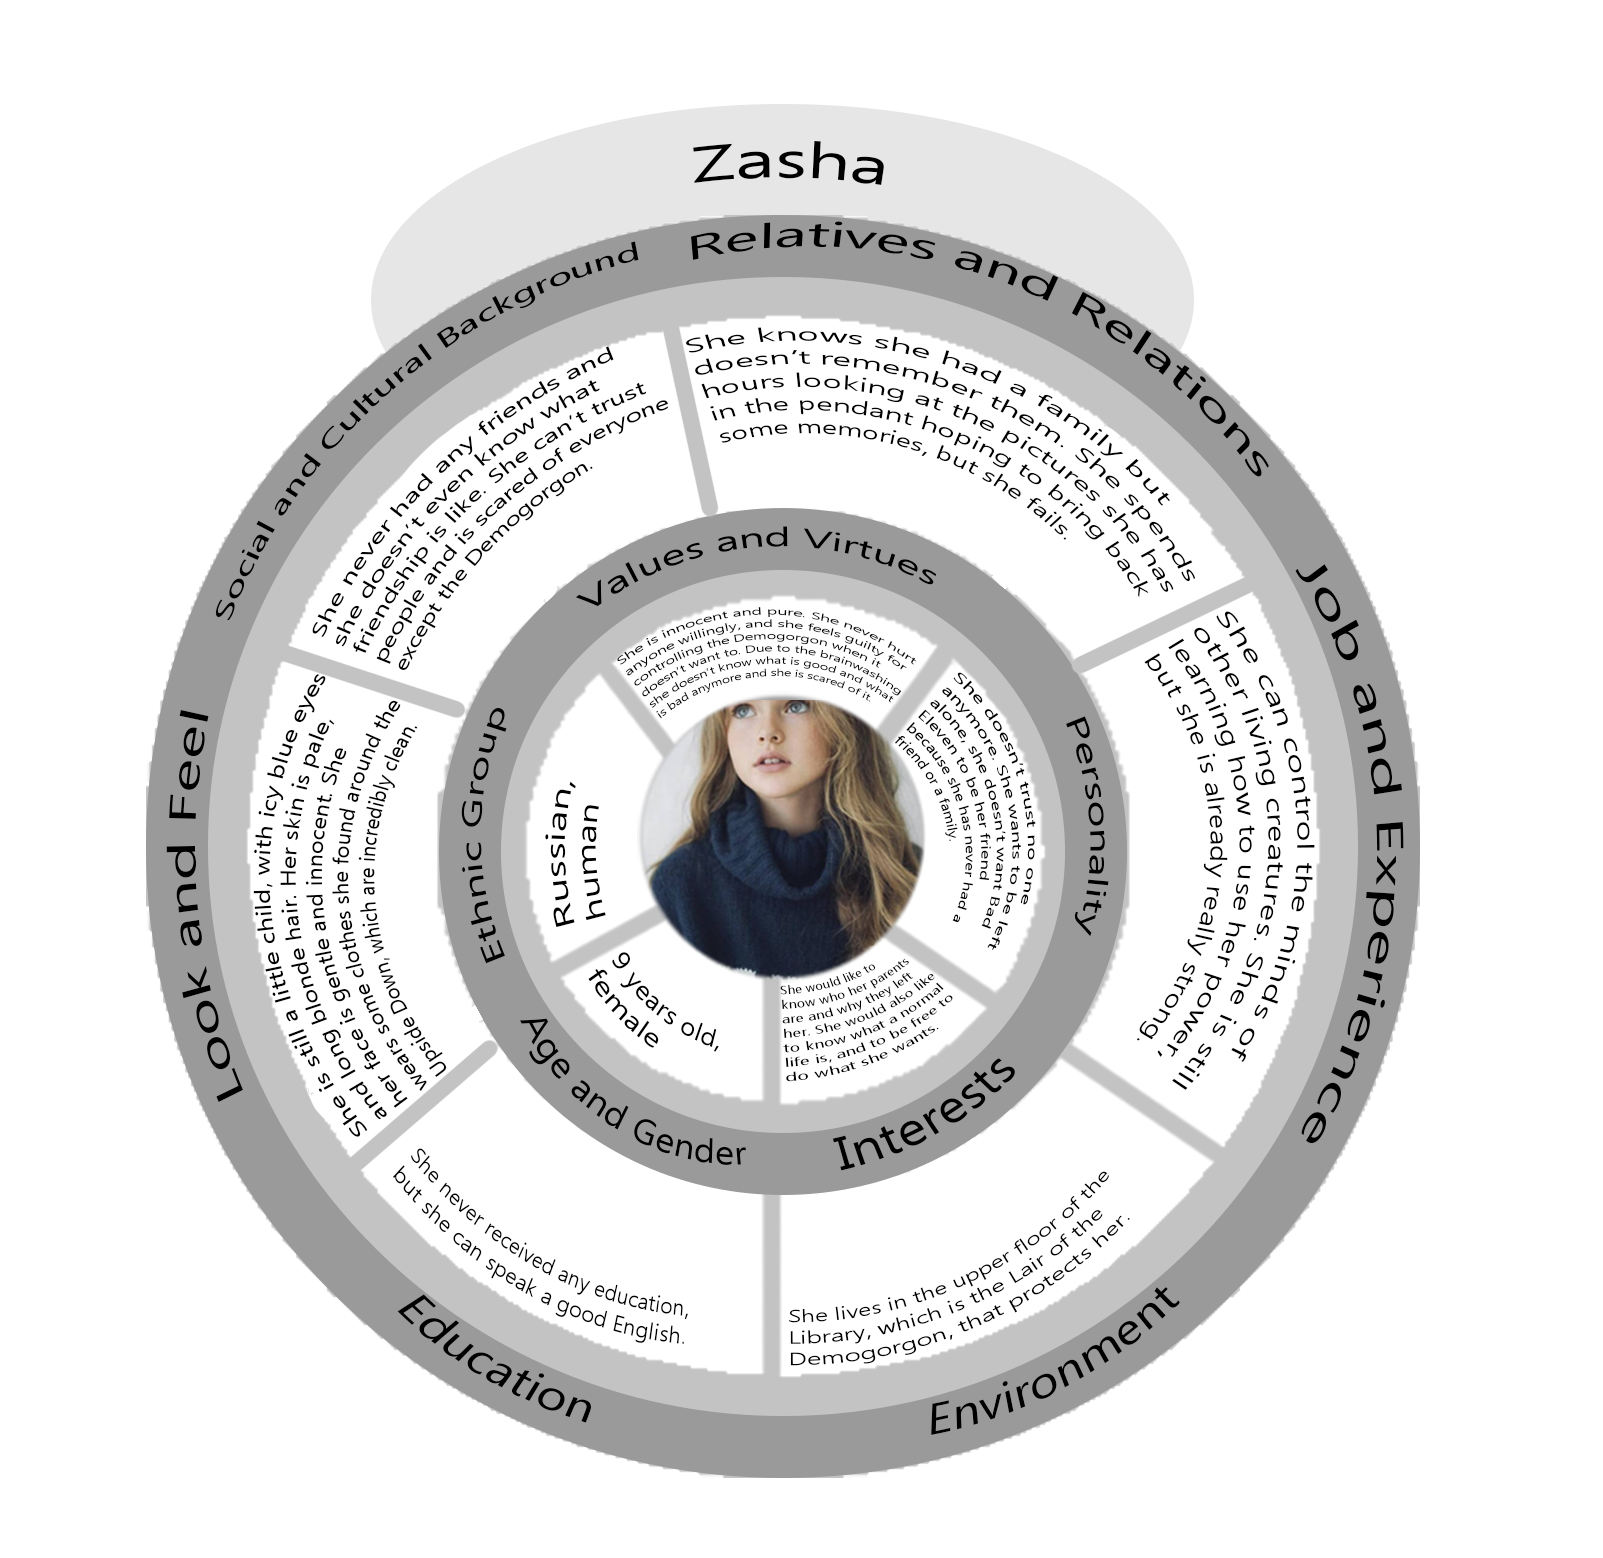 Zasha
Relatives and Relations
She knows she had a family but
doesn't remember them. She spends
hours looking at the pictures she has
in the pendant hoping to bring back
some memories, but she fails.
Job and Experience
She can control the minds of
other living creatures. She is still
learning how to use her power,
but she is already really strong.
Environment
She lives in the upper floor of the
Library, which is the Lair of the
Demogorgon, that protects her.
Education
She never received any education,
but she can speak a good English.
Look and Feel
She is still a little child, with icy blue eyes
and long blonde hair. Her skin is pale,
her face is gentle and innocent. She
wears some clothes she found around the
Upside Down, which are incredibly clean.
Social and Cultural Background
She never had any friends and
she doesn't even know what
friendship is like. She can't trust
people and is scared of everyone
except the Demogorgon.
Values and Virtues
She is innocent and pure. She never hurt
anyone willingly, and she feels guilty for
controlling the Demogorgon when it
doesn't want to. Due to the brainwashing
she doesn't know what is good and what
is bad anymore and she is scared of it.
Personality
She doesn't trust no one
anymore. She wants to be left
alone, she doesn't want Bad
Eleven to be her friend
because she has never had a
friend or a family.
Interests
She would like to
know who her parents
are and why they left
her. She would also like
to know what a normal
life is, and to be free to
do what she wants.
Age and Gender
9 years old,
female
Ethnic Group
Russian,
human